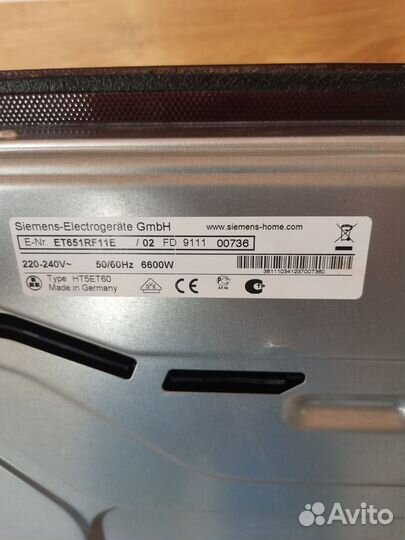 Siemens-Electrogeräte GmbH www.siemens-home.com
E-Nr. ET651RF11E / 02 FD 9111 00736
220-240V~ 50/60Hz 6600W
Type HT5ET60
Made in Germany
CE
Avito